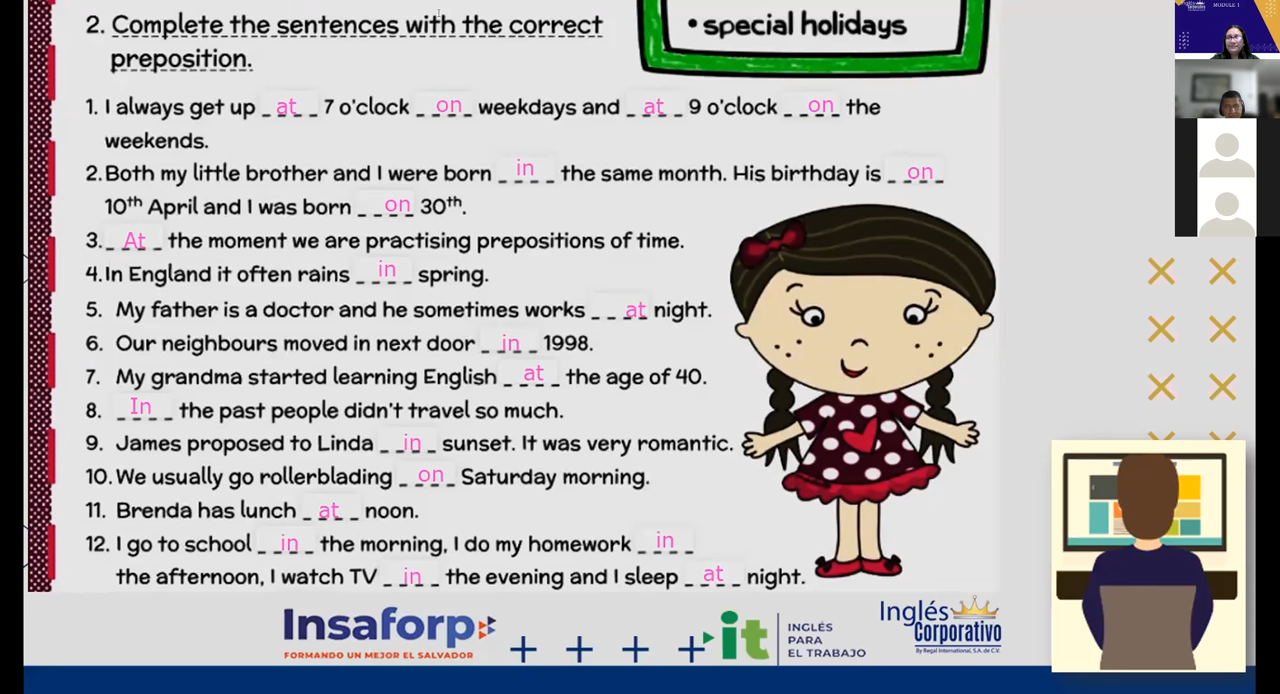 • special holidays
MODULE 1
2. Complete the sentences with the correct
preposition.
1. I always get up at 7 o'clock on weekdays and at 9 o'clock on the
weekends.
2. Both my little brother and I were born in the same month. His birthday is on
10th April and I was born on 30th.
3. At the moment we are practising prepositions of time.
4. In England it often rains in spring.
5. My father is a doctor and he sometimes works at night.
6. Our neighbours moved in next door in 1998.
7. My grandma started learning English at the age of 40.
8. In the past people didn't travel so much.
9. James proposed to Linda in sunset. It was very romantic.
10. We usually go rollerblading on Saturday morning.
11. Brenda has lunch at noon.
12. I go to school in the morning, I do my homework in
the afternoon, I watch TV in the evening and I sleep at night.
Insaforp
FORMANDO UN MEJOR EL SALVADOR
it
INGLÉS
PARA
EL TRABAJO
Inglés
Corporativo
By Regal International, S.A. de C.V.